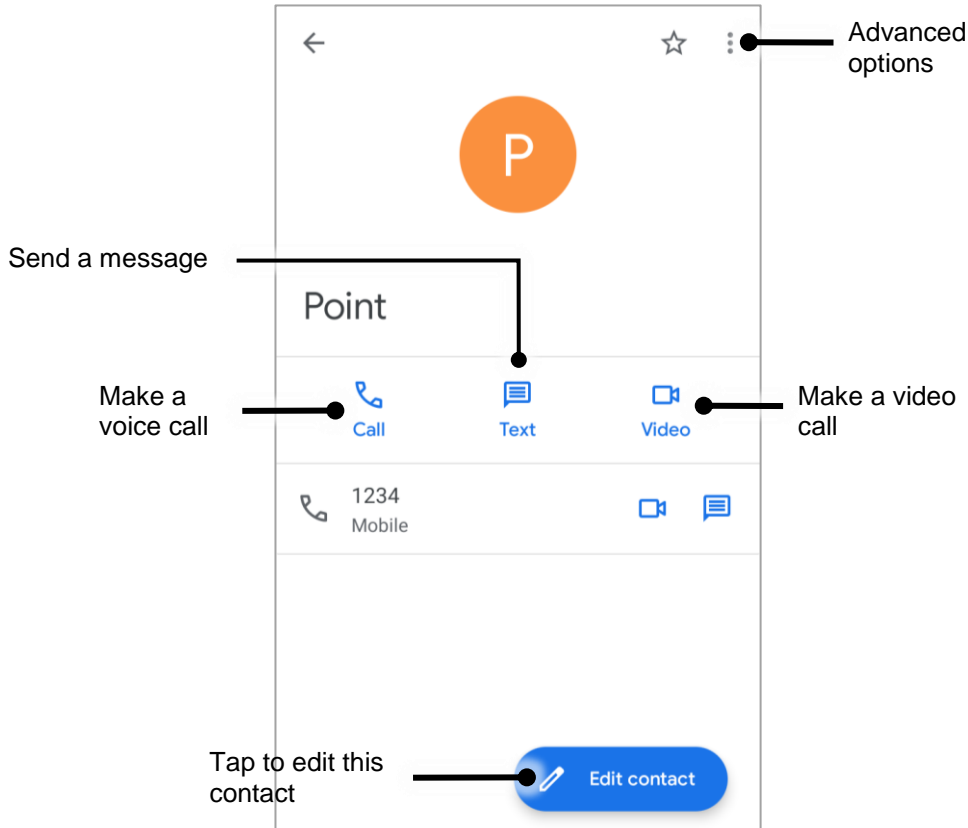 Advanced
options
P
Send a message
Point
Make a
voice call
Call
Text
Video
Make a video
call
1234
Mobile
Tap to edit this
contact
Edit contact